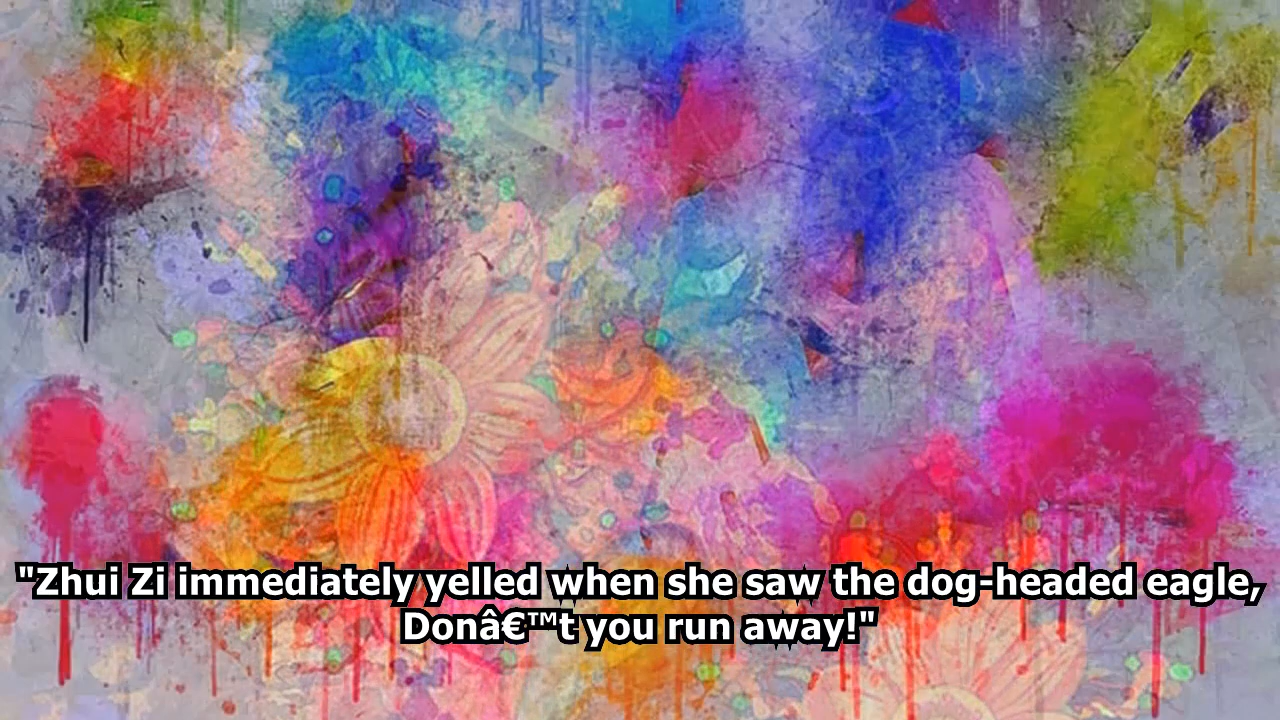 "Zhui Zi immediately yelled when she saw the dog-headed eagle,
Donâ€™t you run away!"